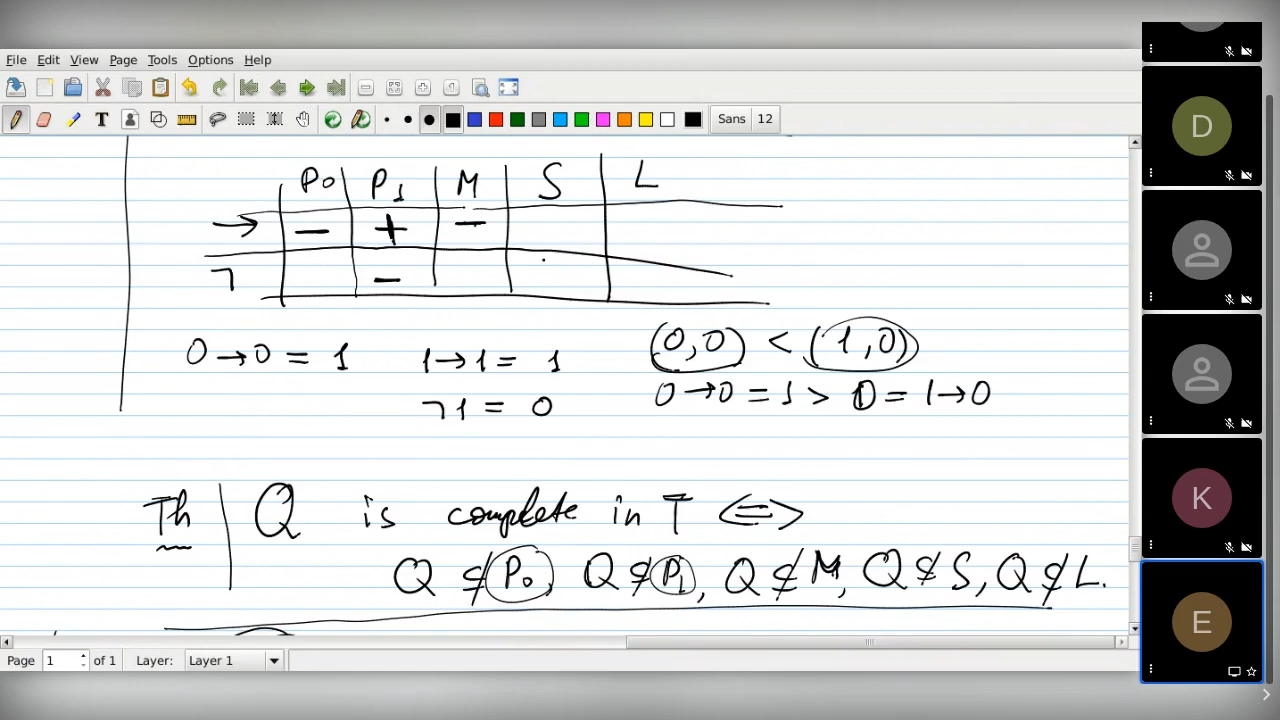 File Edit View Page Tools Options Help
Sans 12
P0 P1 M S L
→ − + −
¬ −
0→0 = 1 1→1 = 1 (0,0) < (1,0)
¬1 = 0 0→0 = 1 > 0 = 1→0
Th Q is complete in T ⇔
Q ⊄ P0, Q ⊄ P1, Q ⊄ M, Q ⊄ S, Q ⊄ L.
Page 1 of 1 Layer: Layer 1
D
K
E